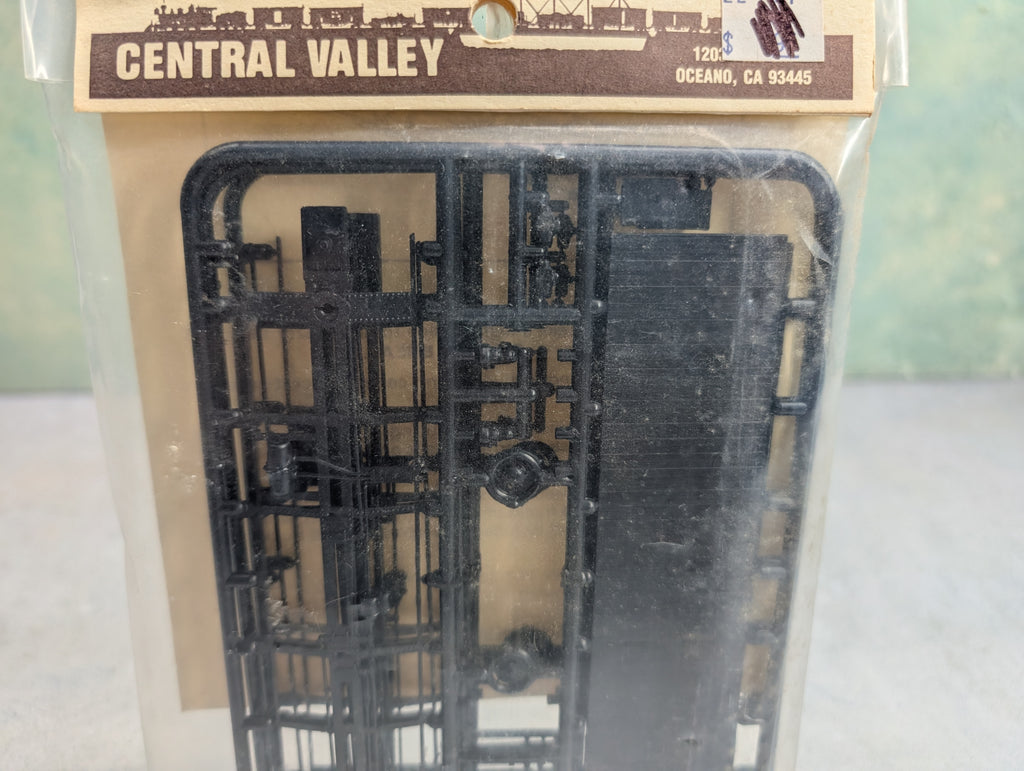 CENTRAL VALLEY
OCEANO, CA 93445
$